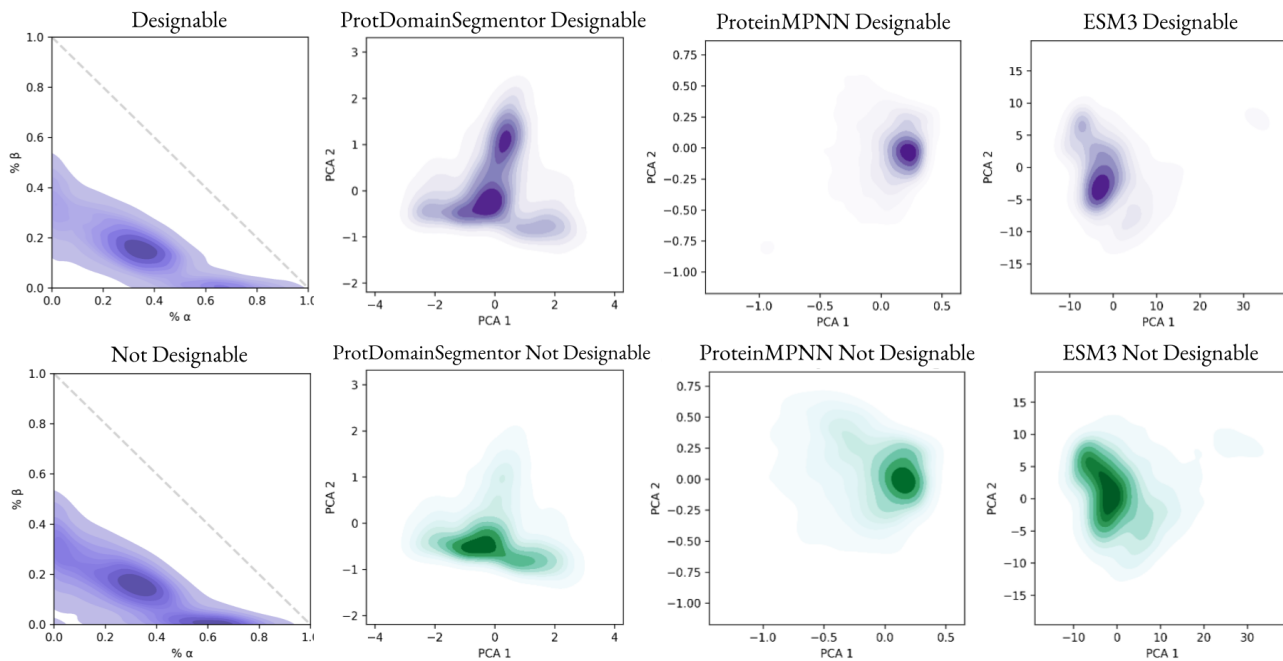 Designable
ProtDomainSegmentor Designable
ProteinMPNN Designable
ESM3 Designable
1.0
0.8
0.6
0.4
0.2
0.0
% β
0.0 0.2 0.4 0.6 0.8 1.0
% α
3
2
1
0
−1
−2
PCA 2
−4 −2 0 2 4
PCA 1
0.75
0.50
0.25
0.00
−0.25
−0.50
−0.75
−1.00
PCA 2
−1.0 −0.5 0.0 0.5
PCA 1
15
10
5
0
−5
−10
−15
PCA 2
−10 0 10 20 30
PCA 1
Not Designable
ProtDomainSegmentor Not Designable
ProteinMPNN Not Designable
ESM3 Not Designable
1.0
0.8
0.6
0.4
0.2
0.0
% β
0.0 0.2 0.4 0.6 0.8 1.0
% α
3
2
1
0
−1
−2
PCA 2
−4 −2 0 2 4
PCA 1
0.75
0.50
0.25
0.00
−0.25
−0.50
−0.75
−1.00
PCA 2
−1.0 −0.5 0.0 0.5
PCA 1
15
10
5
0
−5
−10
−15
PCA 2
−10 0 10 20 30
PCA 1